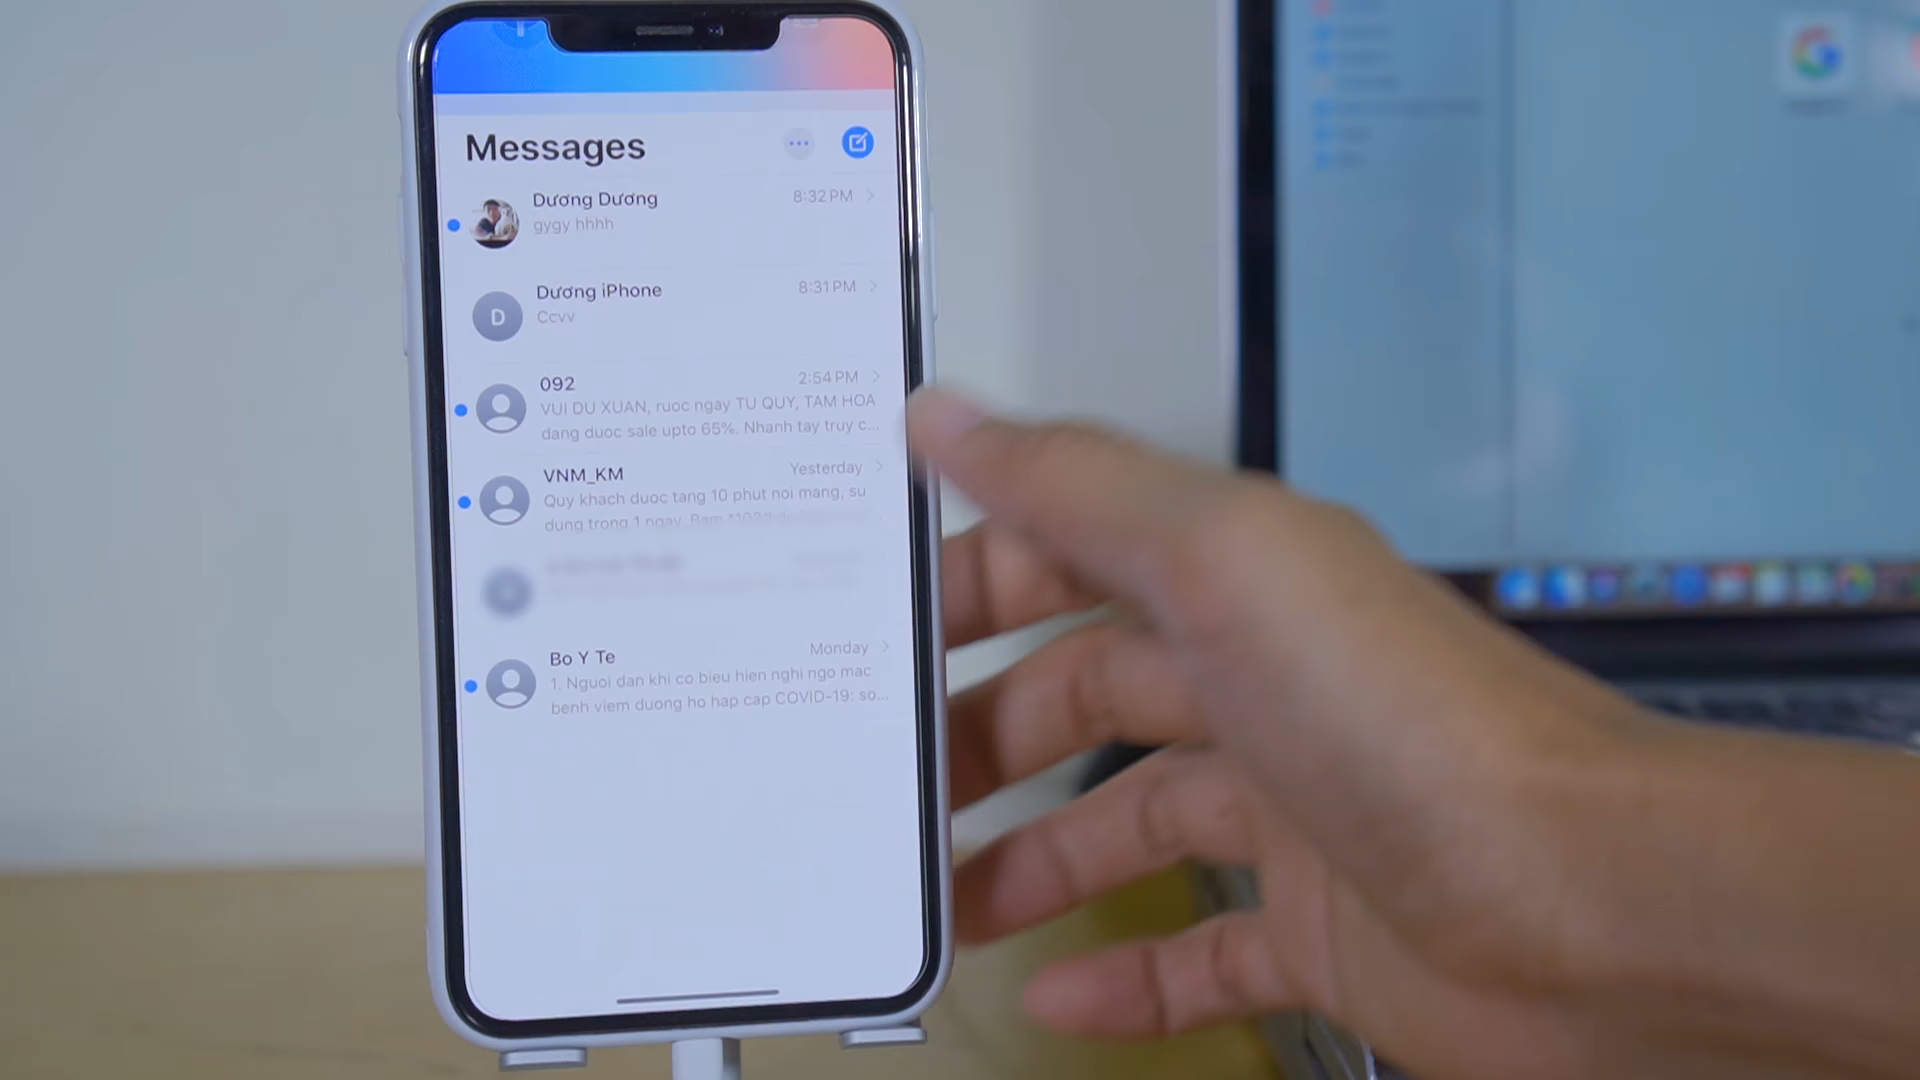 Messages
Dương Dương
8:32 PM
gygy hhhh
Dương iPhone
8:31 PM
D
Ccvv
092
2:54 PM
VUI DU XUAN, ruoc ngay TU QUY, TAM HOA
dang duoc sale upto 65%. Nhanh tay truy c...
VNM_KM
Yesterday
Quy khach duoc tang 10 phut noi mang, su
dung trong 1 ngay. Bam
Bo Y Te
Monday
1. Nguoi dan khi co bieu hien nghi ngo mac
benh viem duong ho hap cap COVID-19: so...